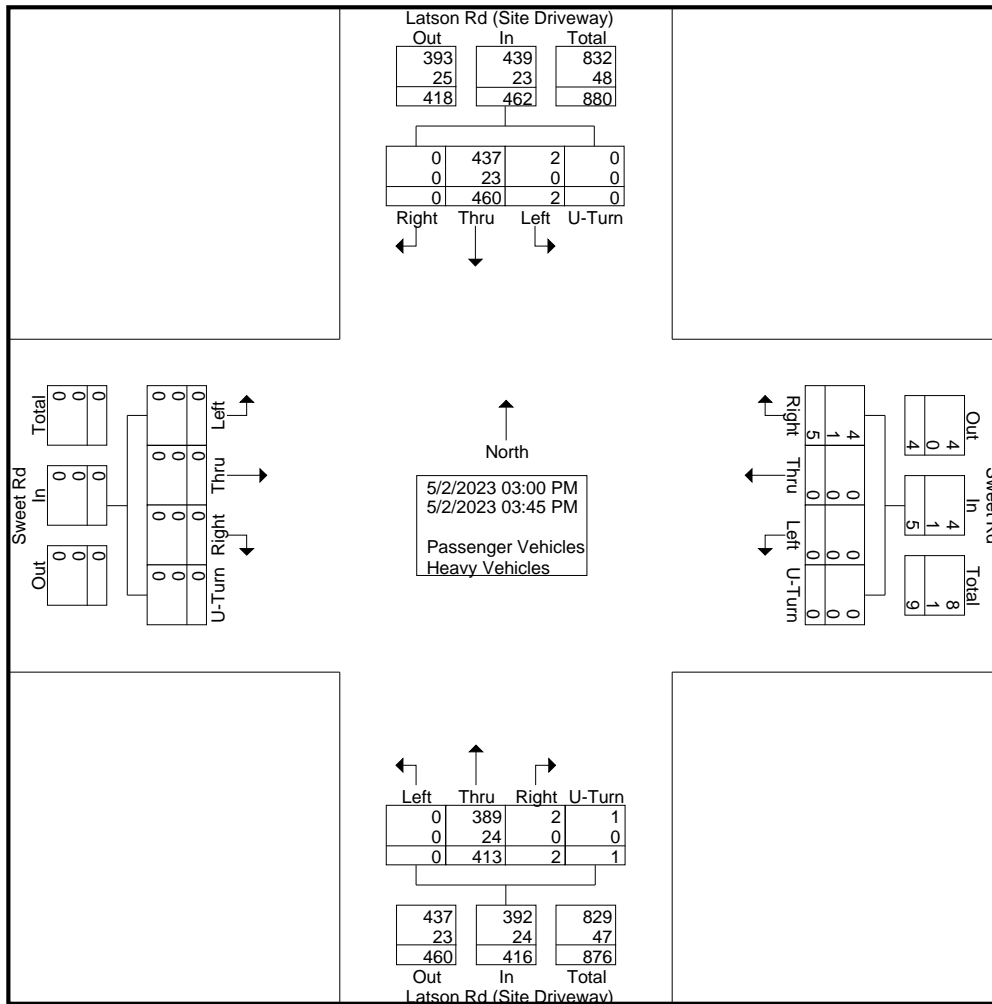 Latson Rd (Site Driveway)
Out In Total
393 439 832
25 23 48
418 462 880
0 437 2 0
0 23 0 0
0 460 2 0
Right Thru Left U-Turn
Sweet Rd
Total In Out
0 0 0
0 0 0
0 0 0
Left Thru Right U-Turn
0 0 0 0
0 0 0 0
0 0 0 0
North
5/2/2023 03:00 PM
5/2/2023 03:45 PM
Passenger Vehicles
Heavy Vehicles
Right Thru Left U-Turn
4 0 0 0
1 0 0 0
5 0 0 0
Out In Total
4 4 8
0 1 1
4 5 9
Sweet Rd
Left Thru Right U-Turn
0 389 2 1
0 24 0 0
0 413 2 1
437 392 829
23 24 47
460 416 876
Out In Total
Latson Rd (Site Driveway)